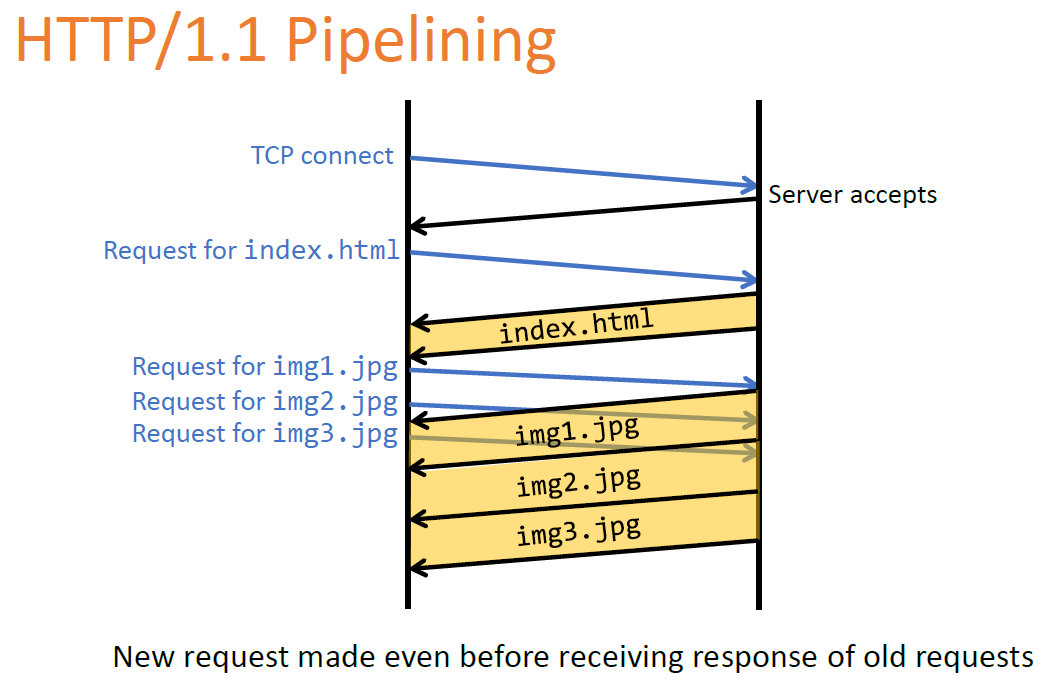 HTTP/1.1 Pipelining
TCP connect
Server accepts
Request for index.html
index.html
Request for img1.jpg
Request for img2.jpg
Request for img3.jpg
img1.jpg
img2.jpg
img3.jpg
New request made even before receiving response of old requests